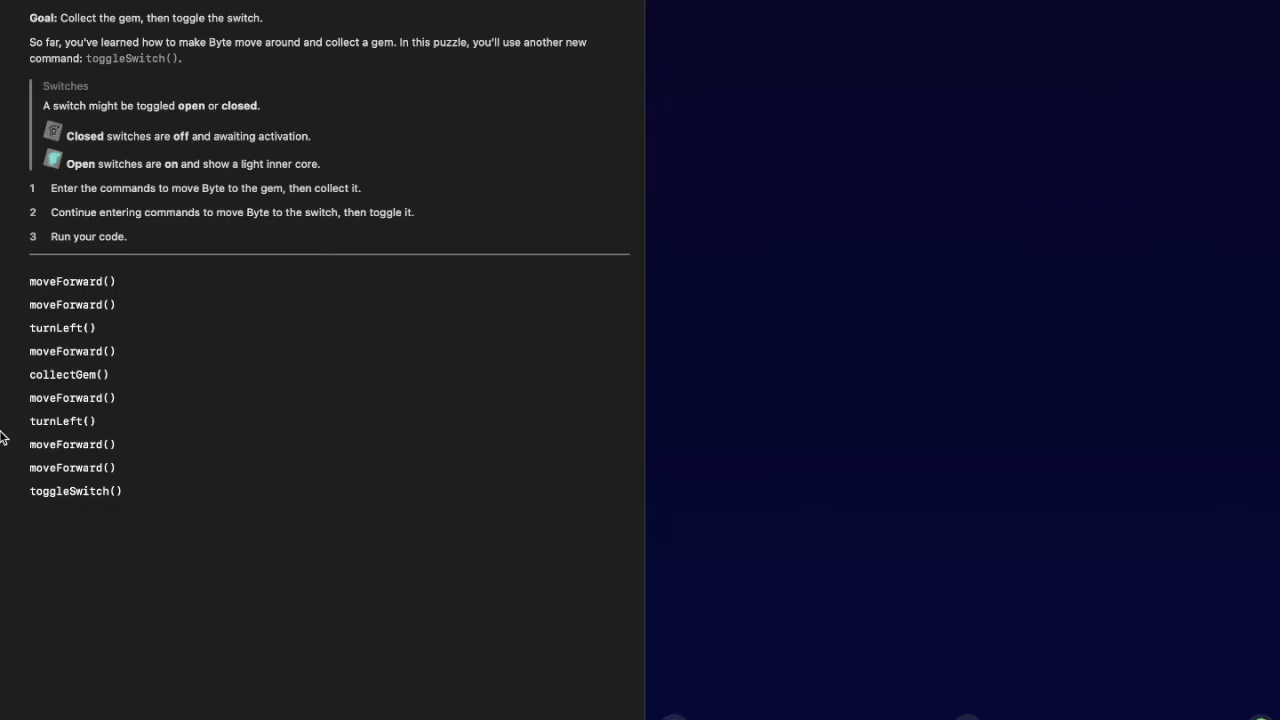 Goal: Collect the gem, then toggle the switch.
So far, you've learned how to make Byte move around and collect a gem. In this puzzle, you'll use another new
command: toggleSwitch().
Switches
A switch might be toggled open or closed.
Closed switches are off and awaiting activation.
Open switches are on and show a light inner core.
1 Enter the commands to move Byte to the gem, then collect it.
2 Continue entering commands to move Byte to the switch, then toggle it.
3 Run your code.
moveForward()
moveForward()
turnLeft()
moveForward()
collectGem()
moveForward()
turnLeft()
moveForward()
moveForward()
toggleSwitch()